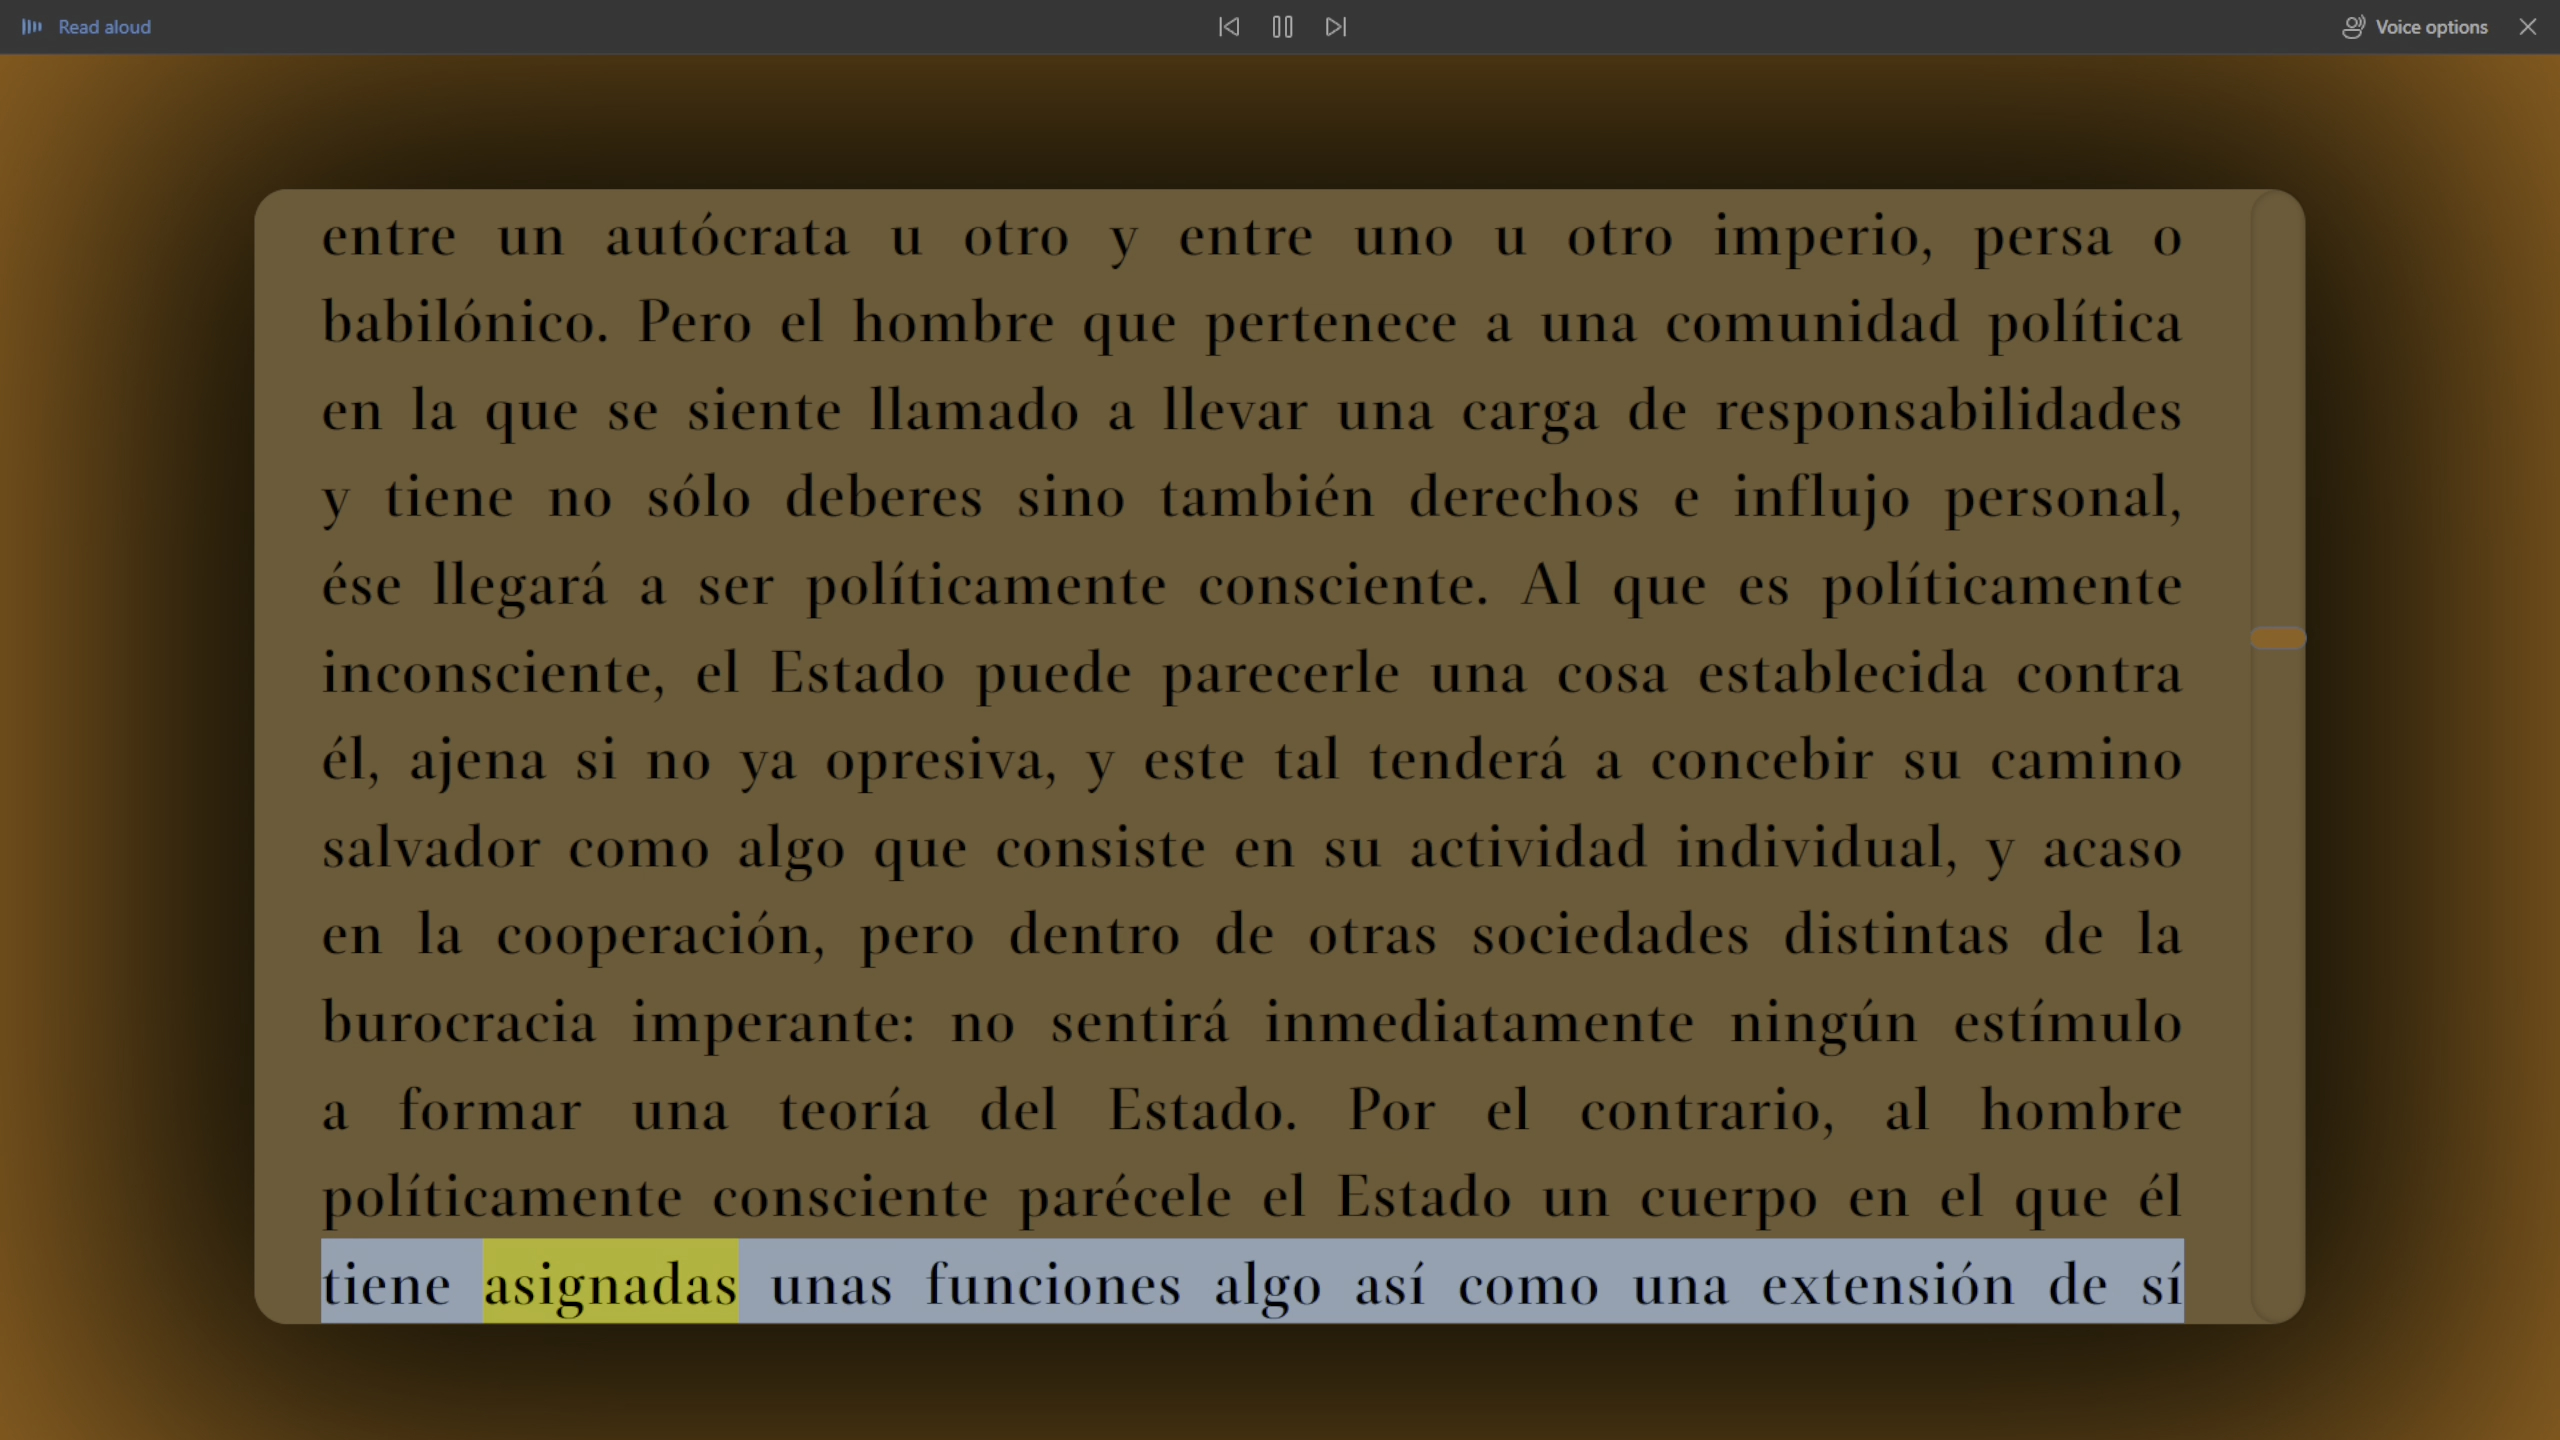 Read aloud
Voice options
entre un autócrata u otro y entre uno u otro imperio, persa o
babilónico. Pero el hombre que pertenece a una comunidad política
en la que se siente llamado a llevar una carga de responsabilidades
y tiene no sólo deberes sino también derechos e influjo personal,
ése llegará a ser políticamente consciente. Al que es políticamente
inconsciente, el Estado puede parecerle una cosa establecida contra
él, ajena si no ya opresiva, y este tal tenderá a concebir su camino
salvador como algo que consiste en su actividad individual, y acaso
en la cooperación, pero dentro de otras sociedades distintas de la
burocracia imperante: no sentirá inmediatamente ningún estímulo
a formar una teoría del Estado. Por el contrario, al hombre
políticamente consciente parécele el Estado un cuerpo en el que él
tiene asignadas unas funciones algo así como una extensión de sí